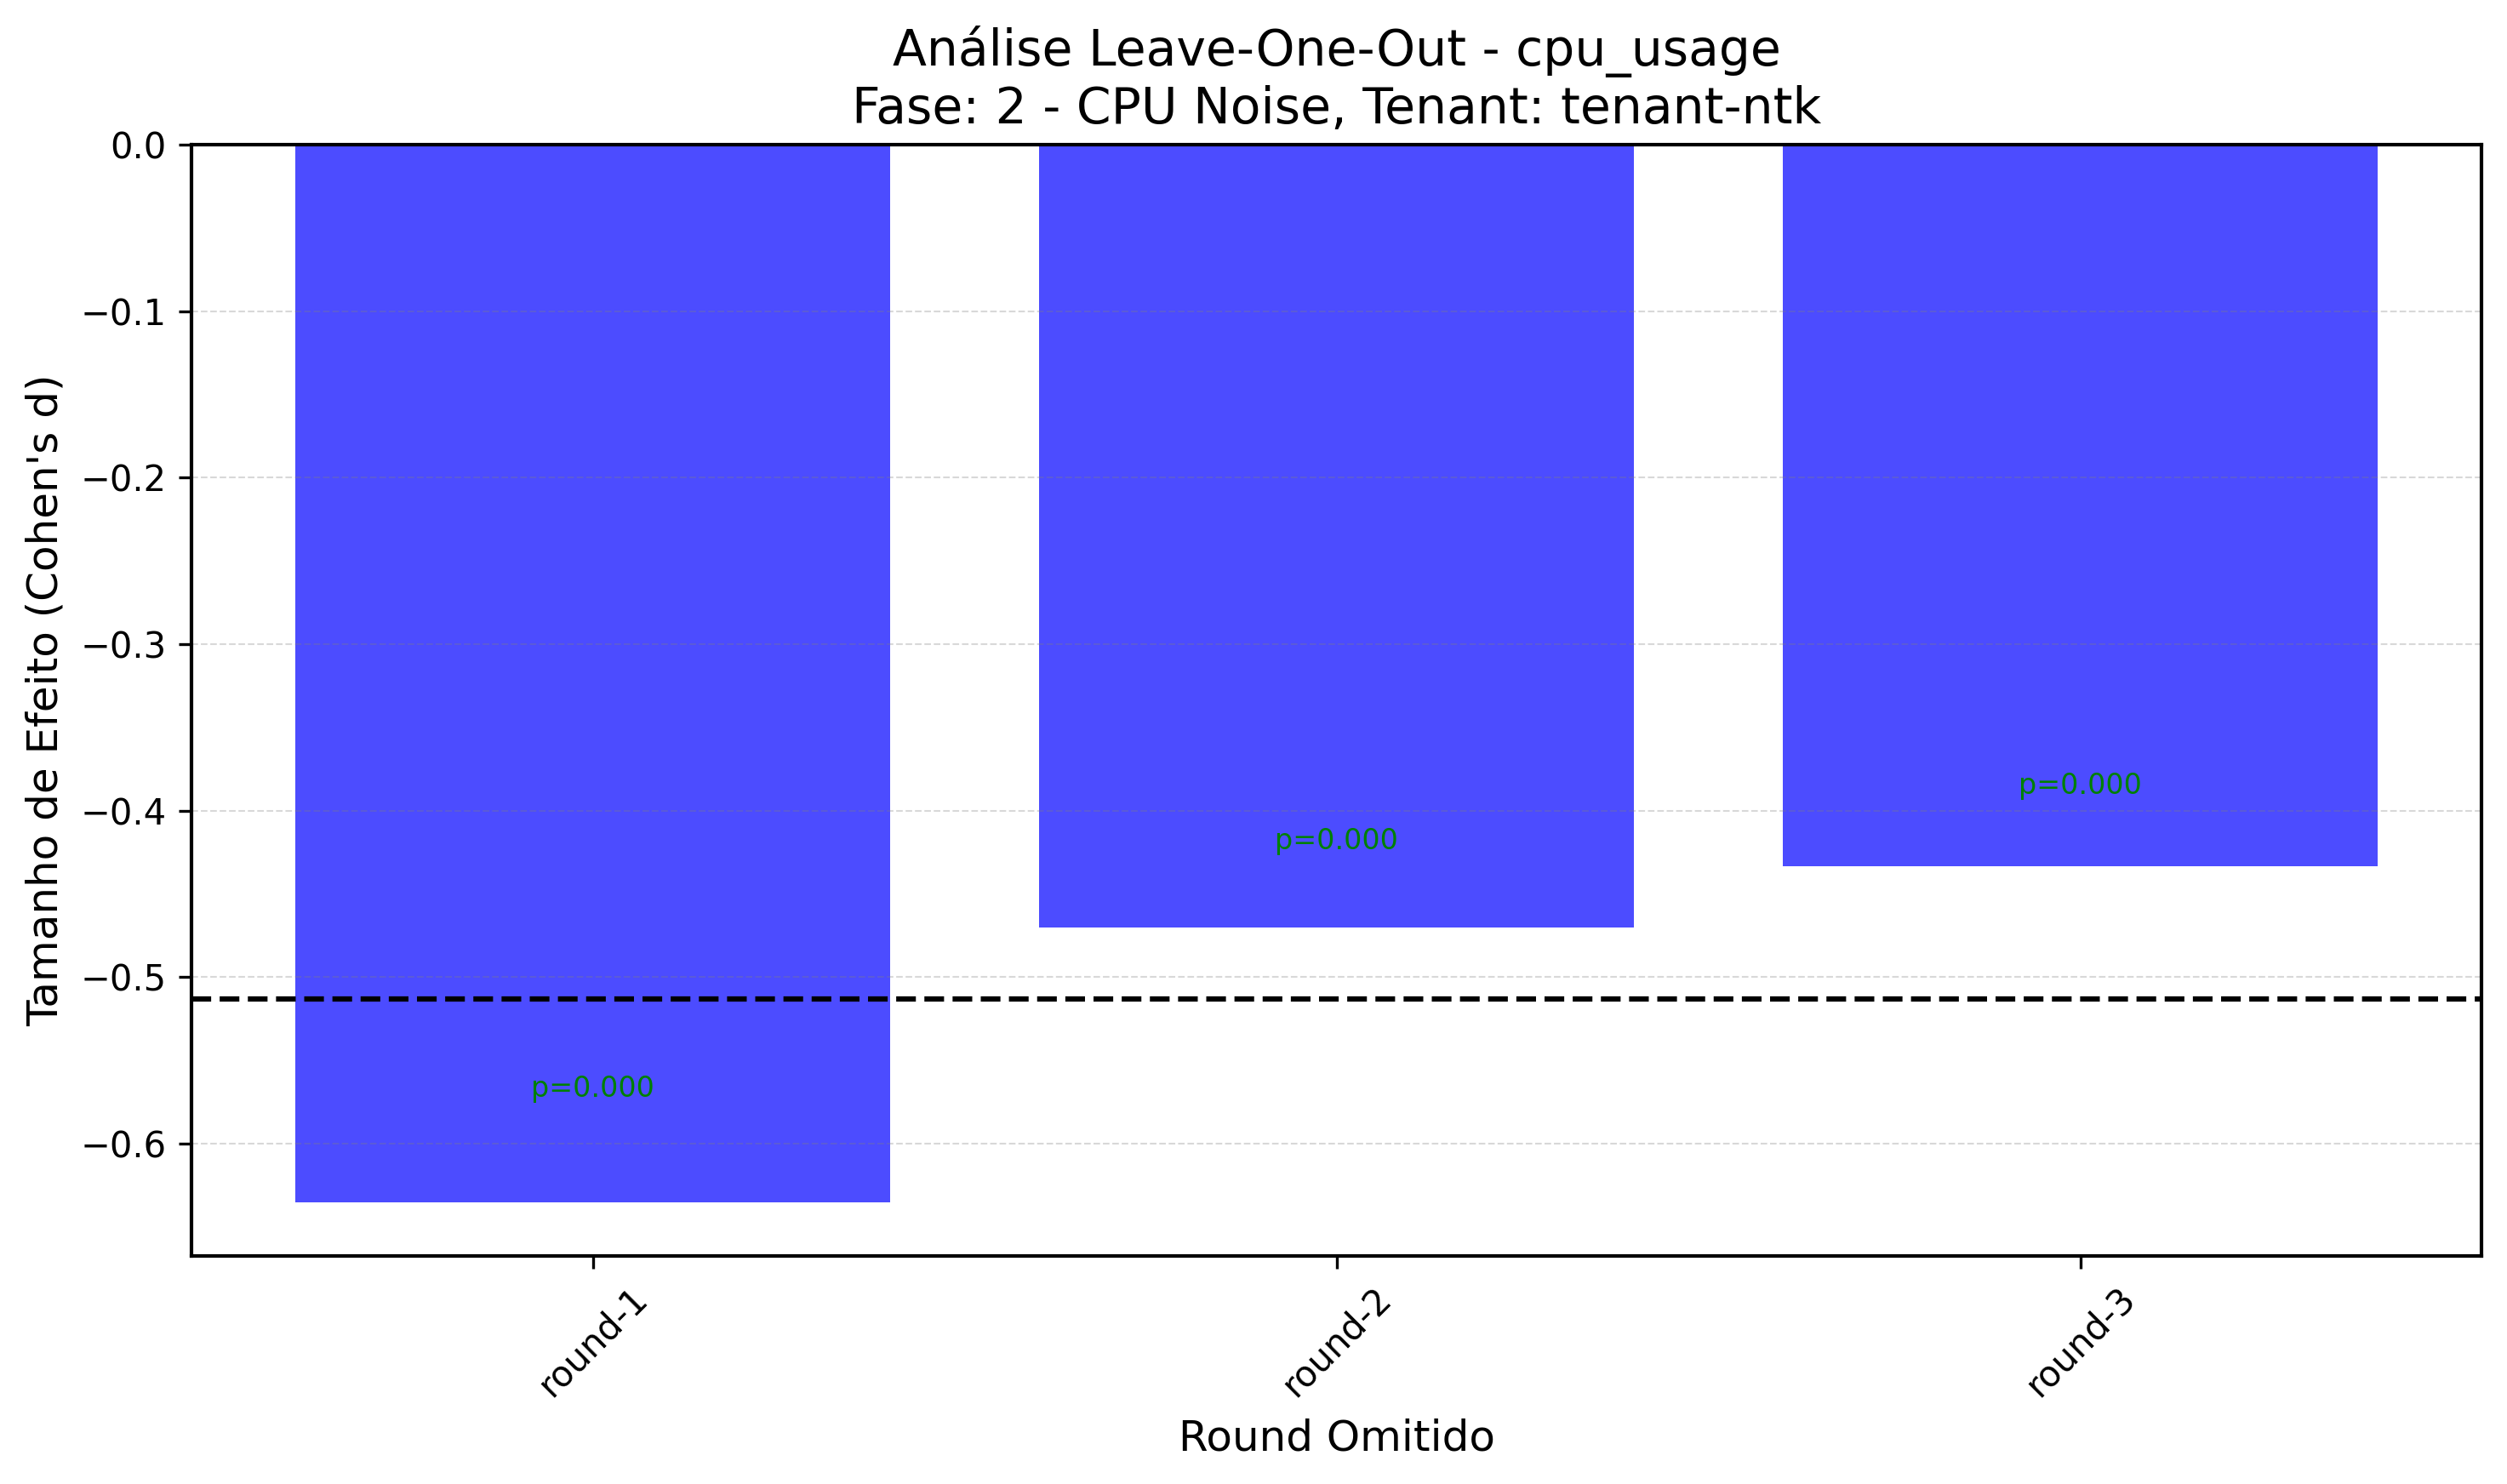 Análise Leave-One-Out - cpu_usage
Fase: 2 - CPU Noise, Tenant: tenant-ntk
Tamanho de Efeito (Cohen's d)
0.0
−0.1
−0.2
−0.3
−0.4
−0.5
−0.6
p=0.000
p=0.000
p=0.000
round-1
round-2
round-3
Round Omitido